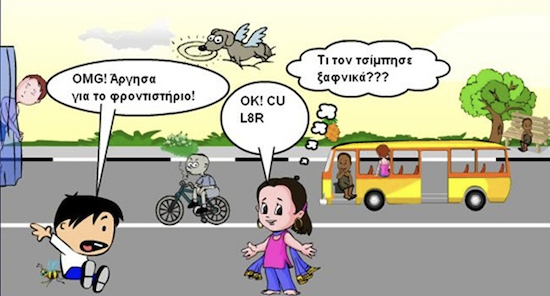 OMG! Άργησα
για το φροντιστήριο!
OK! CU
L8R
Τι τον τσίμπησε
ξαφνικά???